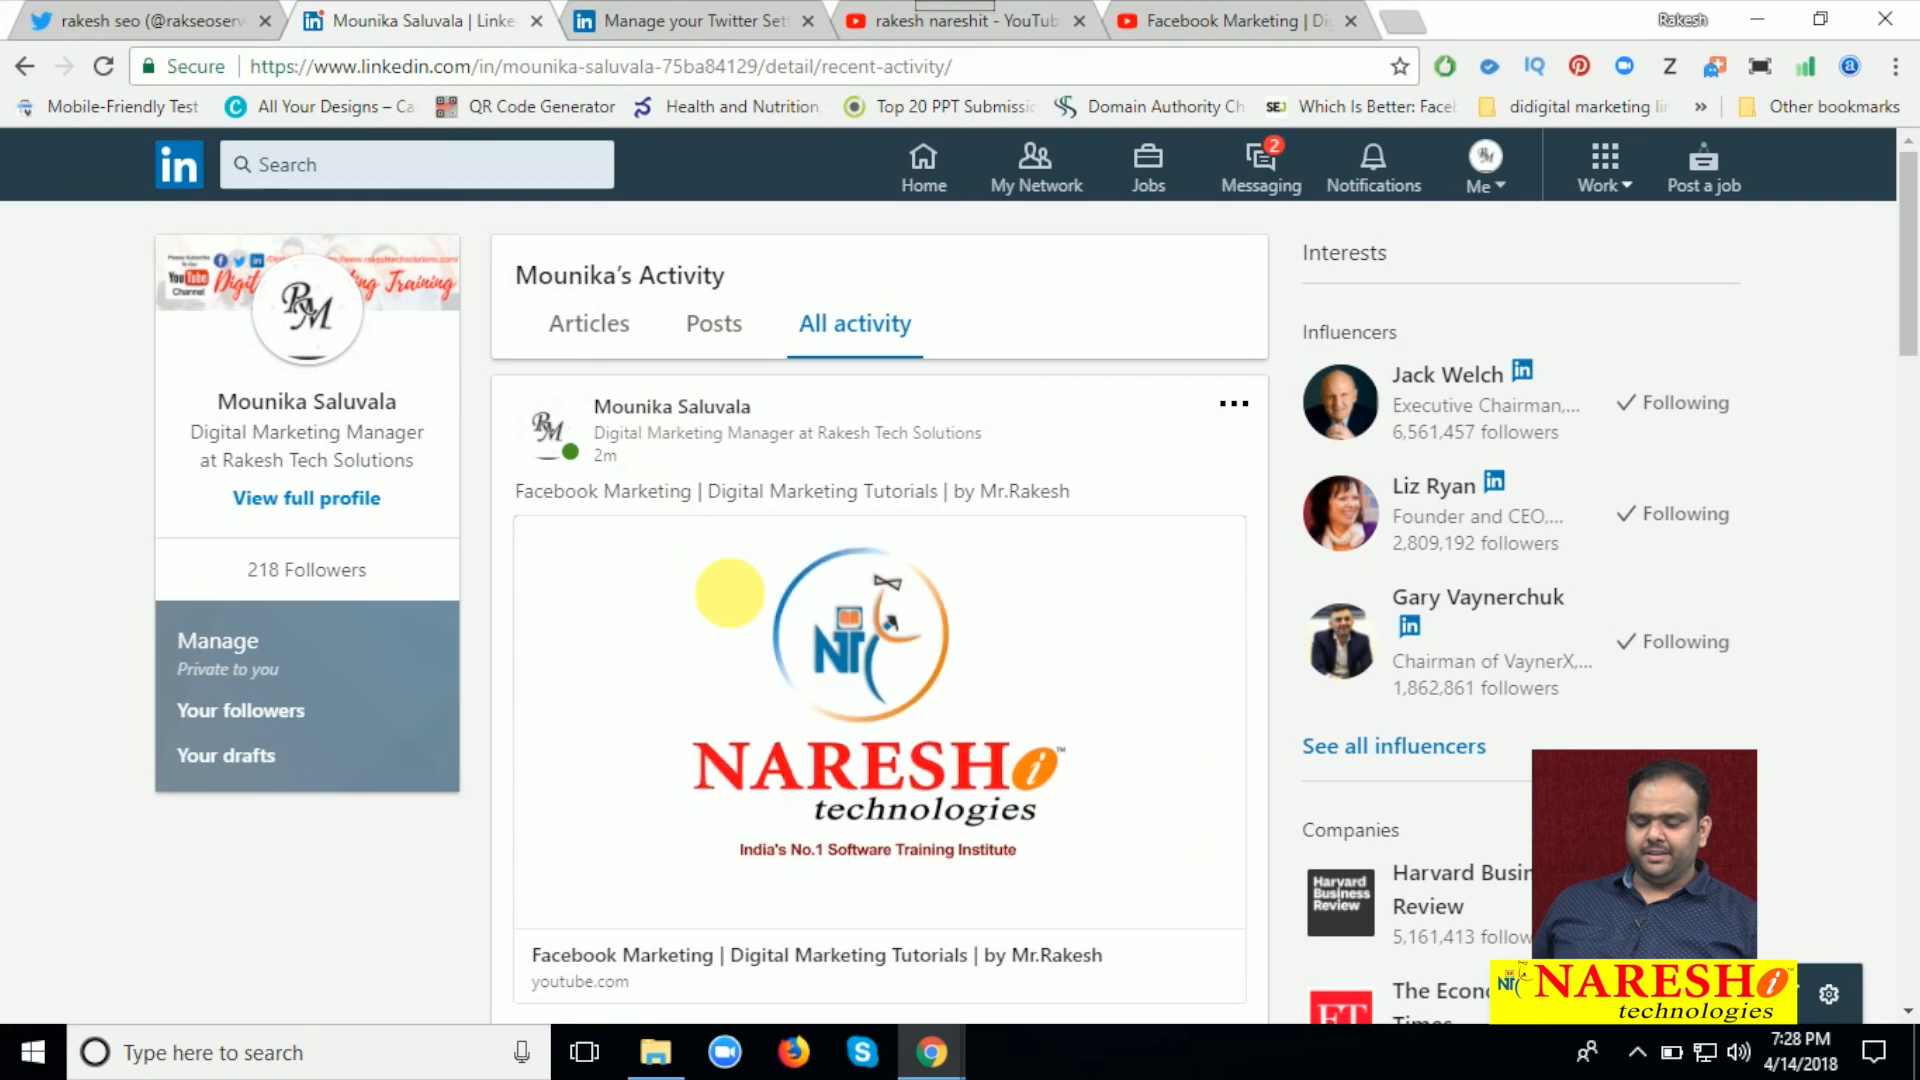 rakesh seo (@rakseoserv
Mounika Saluvala | Linke
Manage your Twitter Set
rakesh nareshit - YouTub
Facebook Marketing | Di
Rakesh
Secure
https://www.linkedin.com/in/mounika-saluvala-75ba84129/detail/recent-activity/
Mobile-Friendly Test
All Your Designs – Ca
QR Code Generator
Health and Nutrition
Top 20 PPT Submissic
Domain Authority Ch
SEJ
Which Is Better: Facel
didigital marketing lin
Other bookmarks
in
Search
Home
My Network
Jobs
2
Messaging
Notifications
Me
Work
Post a job
YouTube
Channel
RM
Mounika Saluvala
Digital Marketing Manager
at Rakesh Tech Solutions
View full profile
218 Followers
Manage
Private to you
Your followers
Your drafts
Mounika’s Activity
Articles
Posts
All activity
Mounika Saluvala
Digital Marketing Manager at Rakesh Tech Solutions
2m
Facebook Marketing | Digital Marketing Tutorials | by Mr.Rakesh
NARESH i ™
technologies
India's No.1 Software Training Institute
Facebook Marketing | Digital Marketing Tutorials | by Mr.Rakesh
youtube.com
Interests
Influencers
Jack Welch
Executive Chairman,...
6,561,457 followers
Following
Liz Ryan
Founder and CEO,...
2,809,192 followers
Following
Gary Vaynerchuk
Chairman of VaynerX,...
1,862,861 followers
Following
See all influencers
Companies
Harvard
Business
Review
Harvard Busin
Review
5,161,413 follow
ET
The Econ
Times
NARESH i
technologies
Type here to search
7:28 PM
4/14/2018